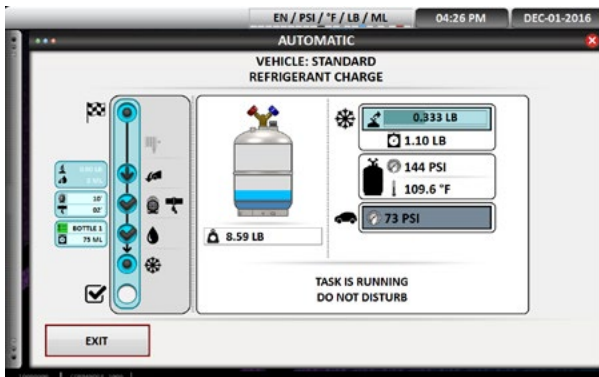 EN / PSI / °F / LB / ML
04:26 PM
DEC-01-2016
AUTOMATIC
VEHICLE: STANDARD
REFRIGERANT CHARGE
0.333 LB
1.10 LB
144 PSI
109.6 °F
73 PSI
10'
02'
BOTTLE 1
75 ML
8.59 LB
TASK IS RUNNING
DO NOT DISTURB
EXIT